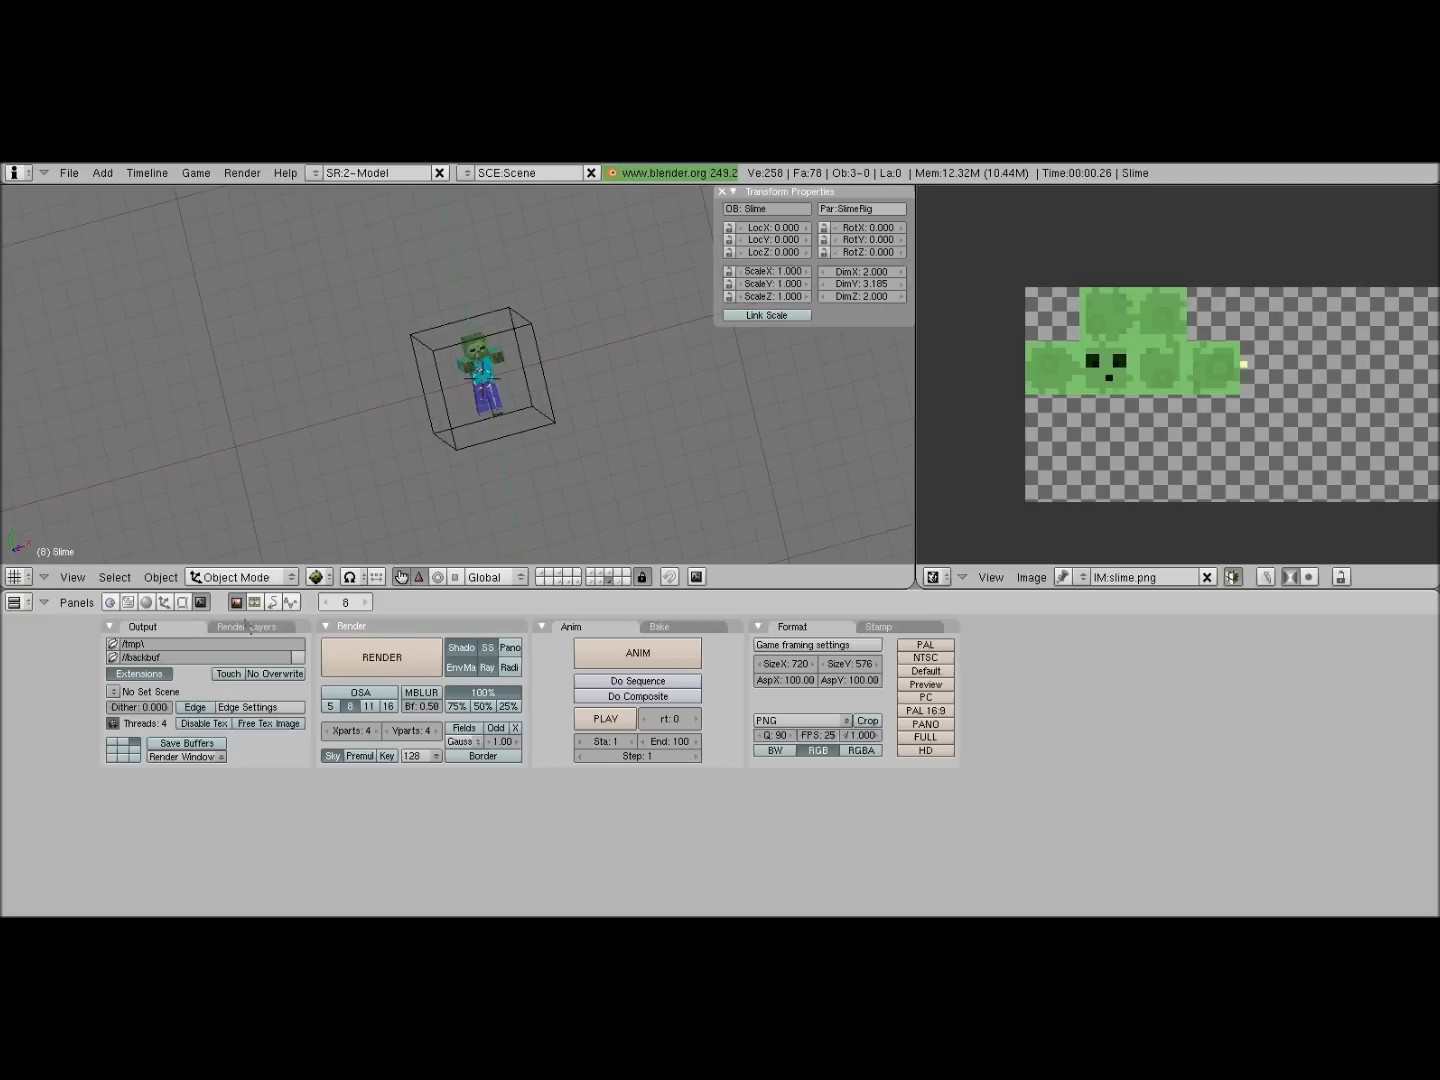 File Add Timeline Game Render Help SR:2-Model SCE:Scene www.blender.org 249.2 Ve:258 | Fa:78 | Ob:3-0 | La:0 | Mem:12.32M (10.44M) | Time:00:00.26 | Slime
Transform Properties
OB: Slime Par:SlimeRig
LocX: 0.000 RotX: 0.000
LocY: 0.000 RotY: 0.000
LocZ: 0.000 RotZ: 0.000
ScaleX: 1.000 DimX: 2.000
ScaleY: 1.000 DimY: 3.185
ScaleZ: 1.000 DimZ: 2.000
Link Scale
(8) Slime
View Select Object Object Mode Global
View Image IM:slime.png
Panels 8
Output Render Layers Render Anim Bake Format Stamp
/tmp\
//backbuf
Extensions Touch No Overwrite
No Set Scene
Dither: 0.000 Edge Edge Settings
Threads: 4 Disable Tex Free Tex Image
Save Buffers
Render Window
RENDER Shado SS Pano
EnvMa Ray Radi
OSA MBLUR 100%
5 8 11 16 Bf: 0.50 75% 50% 25%
Xparts: 4 Yparts: 4 Fields Odd X
Gauss 1.00
Sky Premul Key 128 Border
ANIM
Do Sequence
Do Composite
PLAY rt: 0
Sta: 1 End: 100
Step: 1
Game framing settings
SizeX: 720 SizeY: 576
AspX: 100.00 AspY: 100.00
PNG Crop
Q: 90 FPS: 25 / 1.000
BW RGB RGBA
PAL
NTSC
Default
Preview
PC
PAL 16:9
PANO
FULL
HD